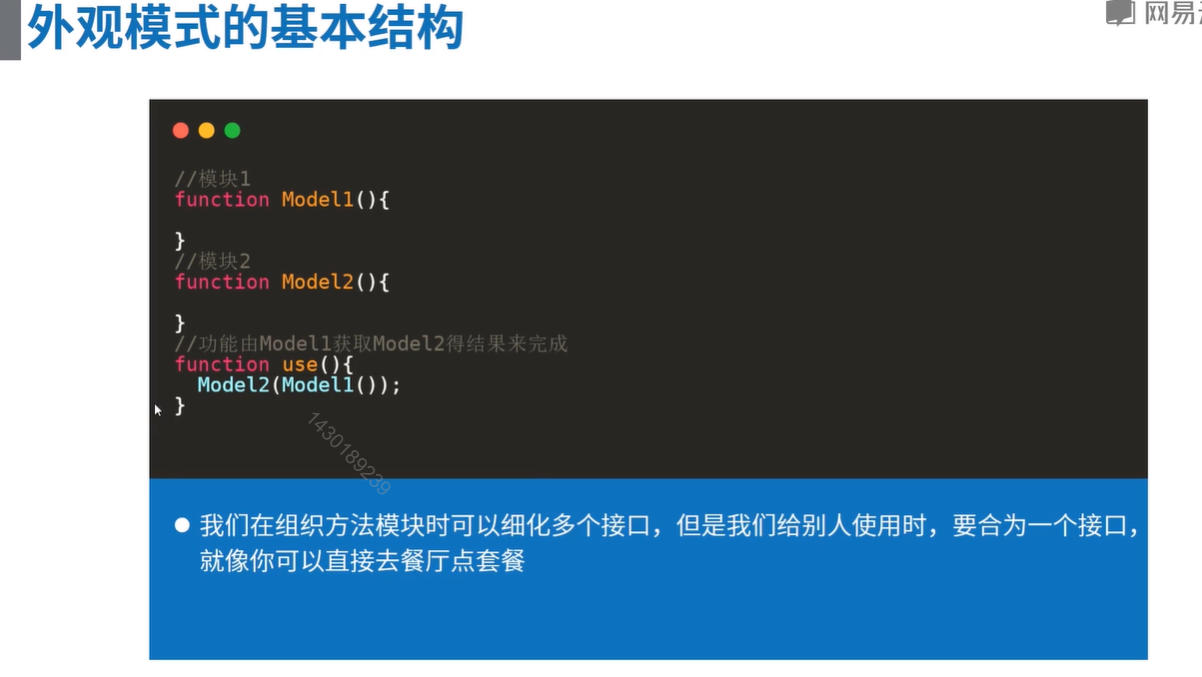 外观模式的基本结构
网易
//模块1
function Model1(){
}
//模块2
function Model2(){
}
//功能由Model1获取Model2得结果来完成
function use(){
Model2(Model1());
}
1430189239
我们在组织方法模块时可以细化多个接口，但是我们给别人使用时，要合为一个接口，
就像你可以直接去餐厅点套餐